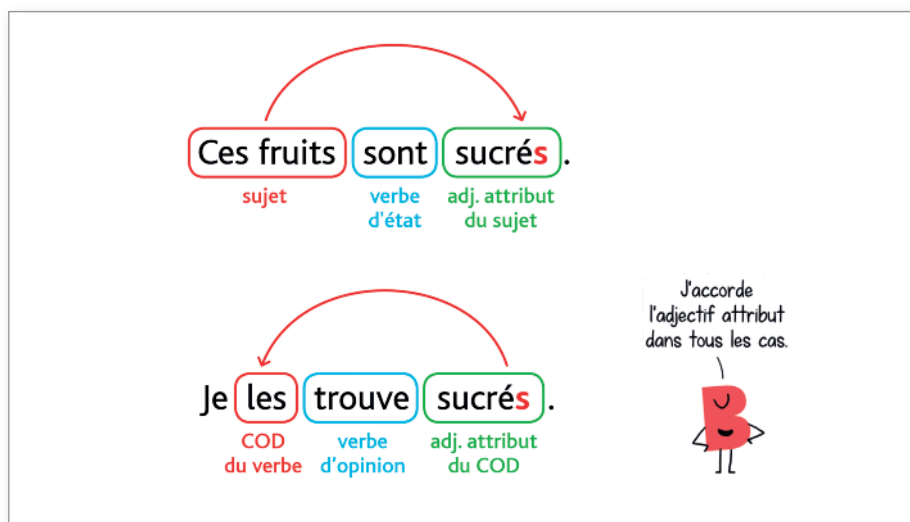 Ces fruits sont sucrés.
sujet verbe d'état adj. attribut du sujet
J'accorde
l'adjectif attribut
dans tous les cas.
Je les trouve sucrés.
COD du verbe verbe d'opinion adj. attribut du COD
B